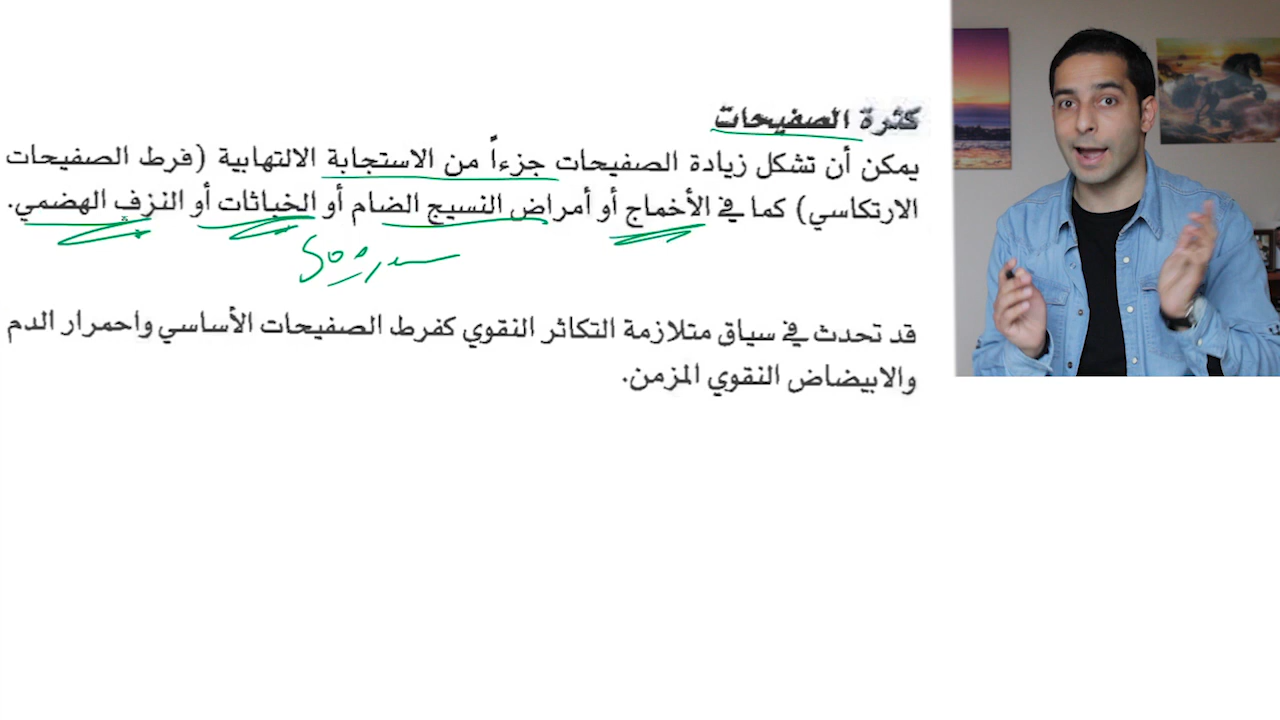 كثرة الصفيحات
يمكن أن تشكل زيادة الصفيحات جزءاً من الاستجابة الالتهابية (فرط الصفيحات
الارتكاسي) كما في الأخماج أو أمراض النسيج الضام أو الخباثات أو النزف الهضمي.
قد تحدث في سياق متلازمة التكاثر النقوي كفرط الصفيحات الأساسي واحمرار الدم
والابيضاض النقوي المزمن.